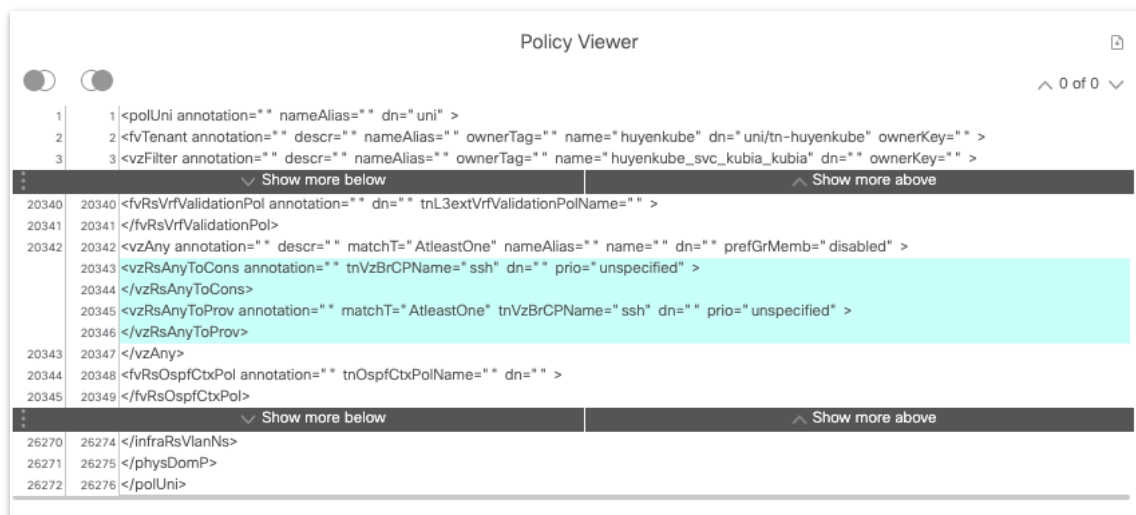 Policy Viewer
0 of 0
1 1 <polUni annotation="" nameAlias="" dn="uni" >
2 2 <fvTenant annotation="" descr="" nameAlias="" ownerTag="" name="huyenkube" dn="uni/tn-huyenkube" ownerKey="" >
3 3 <vzFilter annotation="" descr="" nameAlias="" ownerTag="" name="huyenkube_svc_kubia_kubia" dn="" ownerKey="" >
Show more below Show more above
20340 20340 <fvRsVrfValidationPol annotation="" dn="" tnL3extVrfValidationPolName="" >
20341 20341 </fvRsVrfValidationPol>
20342 20342 <vzAny annotation="" descr="" matchT="AtleastOne" nameAlias="" name="" dn="" prefGrMemb="disabled" >
20343 <vzRsAnyToCons annotation="" tnVzBrCPName="ssh" dn="" prio="unspecified" >
20344 </vzRsAnyToCons>
20345 <vzRsAnyToProv annotation="" matchT="AtleastOne" tnVzBrCPName="ssh" dn="" prio="unspecified" >
20346 </vzRsAnyToProv>
20343 20347 </vzAny>
20344 20348 <fvRsOspfCtxPol annotation="" tnOspfCtxPolName="" dn="" >
20345 20349 </fvRsOspfCtxPol>
Show more below Show more above
26270 26274 </infraRsVlanNs>
26271 26275 </physDomP>
26272 26276 </polUni>